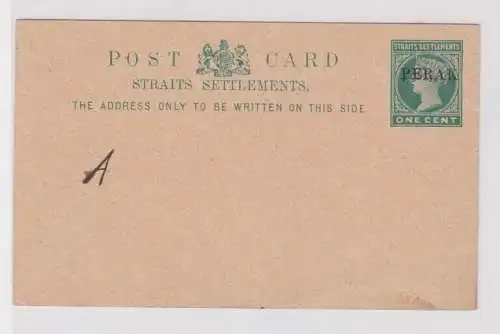 POST CARD
STRAITS SETTLEMENTS.
THE ADDRESS ONLY TO BE WRITTEN ON THIS SIDE
STRAITS SETTLEMENTS
PERAK
ONE CENT
A